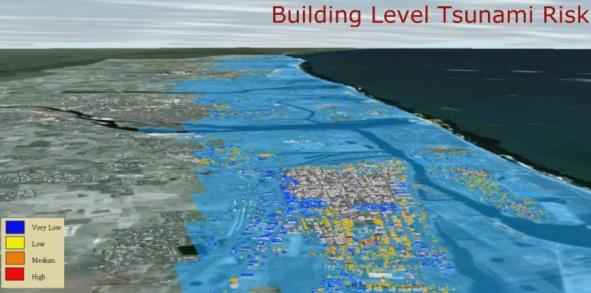 Building Level Tsunami Risk
Very Low
Low
Medium
High